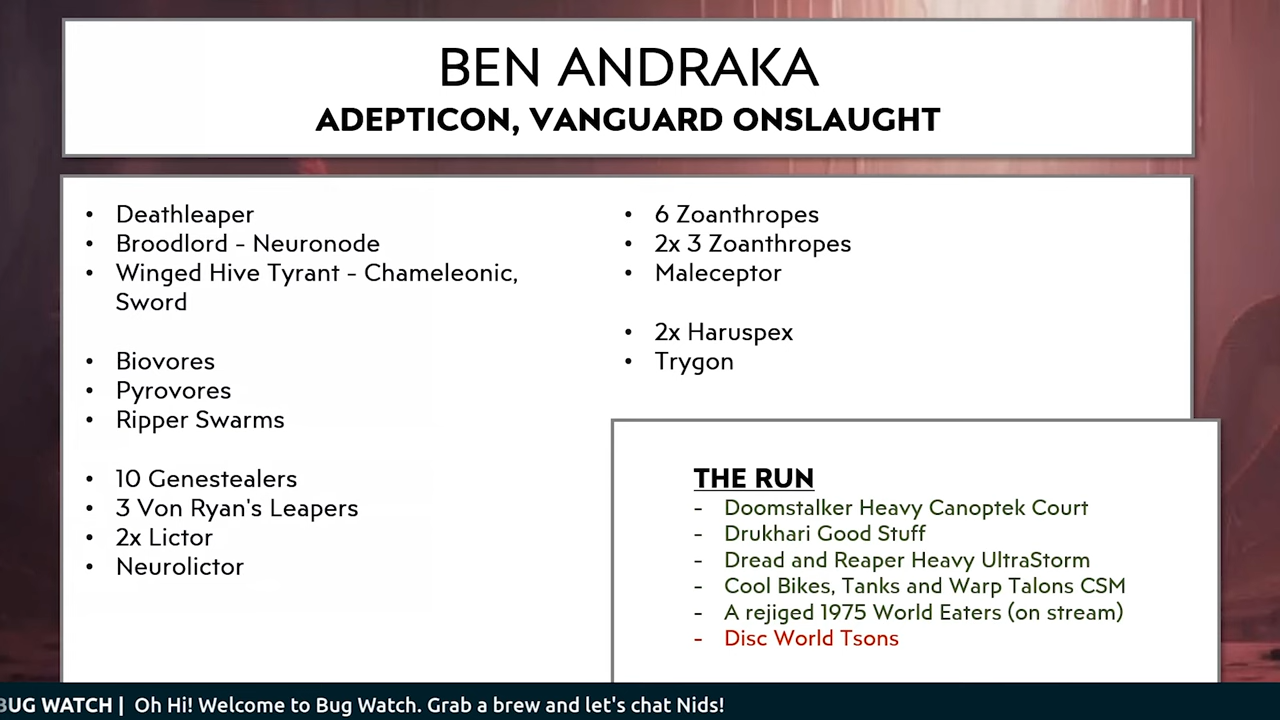 BEN ANDRAKA
ADEPTICON, VANGUARD ONSLAUGHT
• Deathleaper
• Broodlord - Neuronode
• Winged Hive Tyrant - Chameleonic,
Sword
• Biovores
• Pyrovores
• Ripper Swarms
• 10 Genestealers
• 3 Von Ryan's Leapers
• 2x Lictor
• Neurolictor
• 6 Zoanthropes
• 2x 3 Zoanthropes
• Maleceptor
• 2x Haruspex
• Trygon
THE RUN
- Doomstalker Heavy Canoptek Court
- Drukhari Good Stuff
- Dread and Reaper Heavy UltraStorm
- Cool Bikes, Tanks and Warp Talons CSM
- A rejiged 1975 World Eaters (on stream)
- Disc World Tsons
BUG WATCH | Oh Hi! Welcome to Bug Watch. Grab a brew and let's chat Nids!